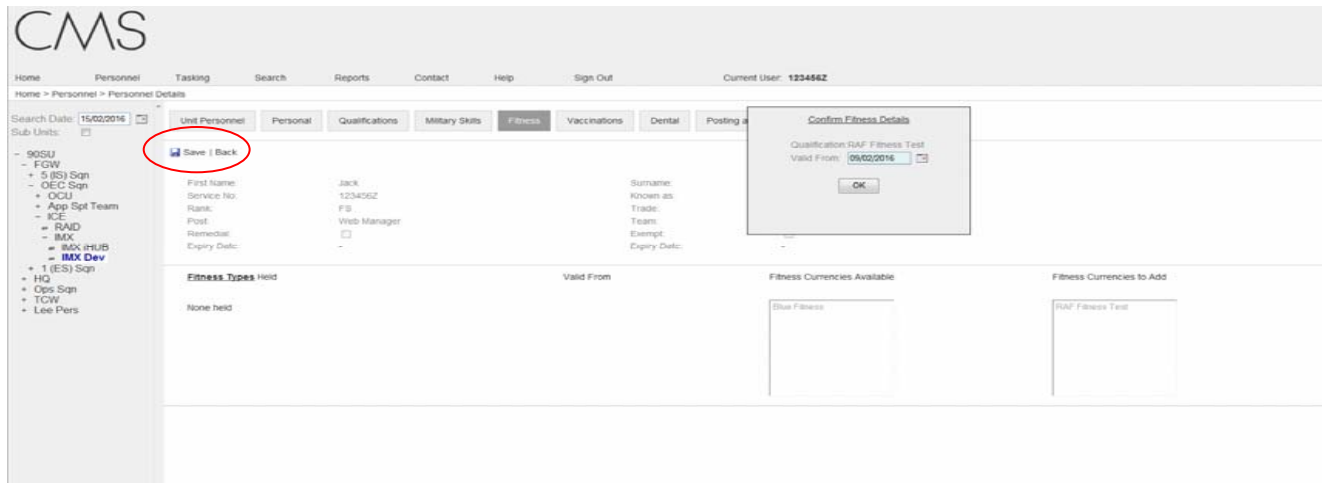 CMS
Home Personnel Tasking Search Reports Contact Help Sign Out Current User: 123456Z
Home > Personnel > Personnel Details
Search Date: 15/02/2016
Sub Units:
- 90SU
- FGW
+ 5 (IS) Sqn
- OEC Sqn
+ OCU
+ App Spt Team
- ICE
RAID
- IMX
IMX iHUB
IMX Dev
+ 1 (ES) Sqn
+ HQ
+ Ops Sqn
+ TCW
+ Lee Pers
Unit Personnel Personal Qualifications Military Skills Fitness Vaccinations Dental Posting a
Save | Back
First Name: Jack Surname:
Service No: 123456Z Known as
Rank: FS Trade:
Post: Web Manager Team:
Remedial: Exempt:
Expiry Date: - Expiry Date: -
Confirm Fitness Details
Qualification: RAF Fitness Test
Valid From: 09/02/2016
OK
Fitness Types Held Valid From Fitness Currencies Available Fitness Currencies to Add
None held Blue Fitness RAF Fitness Test